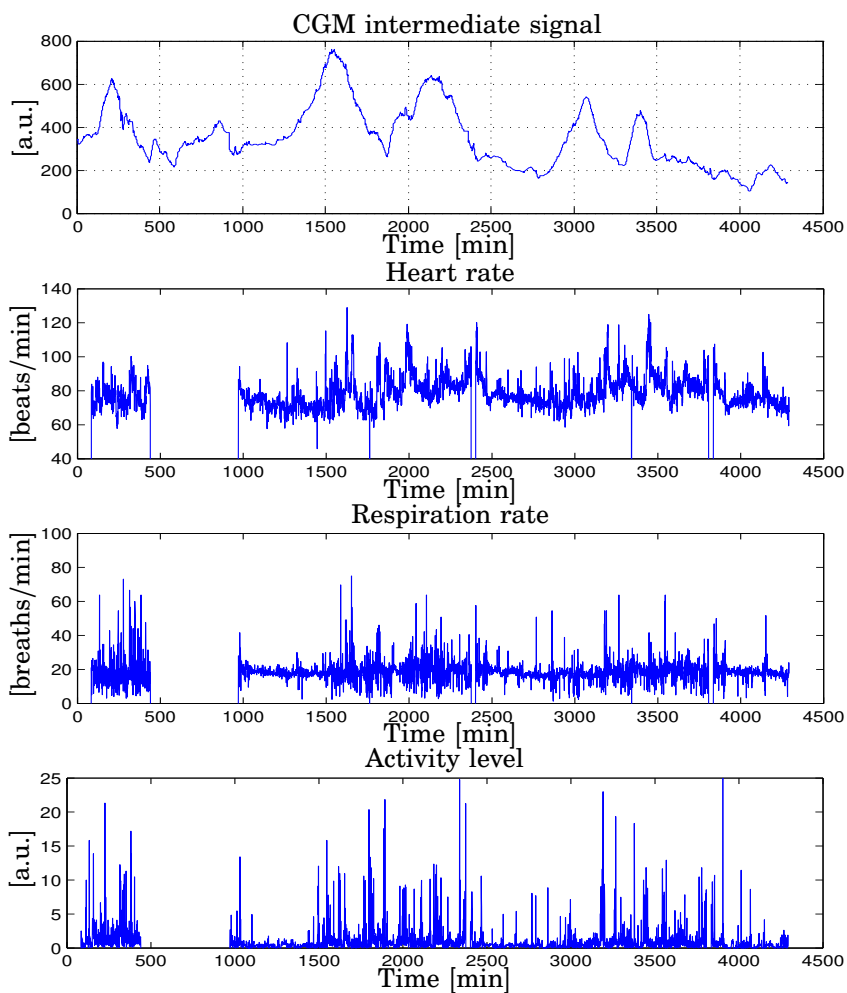 CGM intermediate signal
800
600
400
200
0
[a.u.]
0 500 1000 1500 2000 2500 3000 3500 4000 4500
Time [min]
Heart rate
140
120
100
80
60
40
[beats/min]
0 500 1000 1500 2000 2500 3000 3500 4000 4500
Time [min]
Respiration rate
100
80
60
40
20
0
[breaths/min]
0 500 1000 1500 2000 2500 3000 3500 4000 4500
Time [min]
Activity level
25
20
15
10
5
0
[a.u.]
0 500 1000 1500 2000 2500 3000 3500 4000 4500
Time [min]